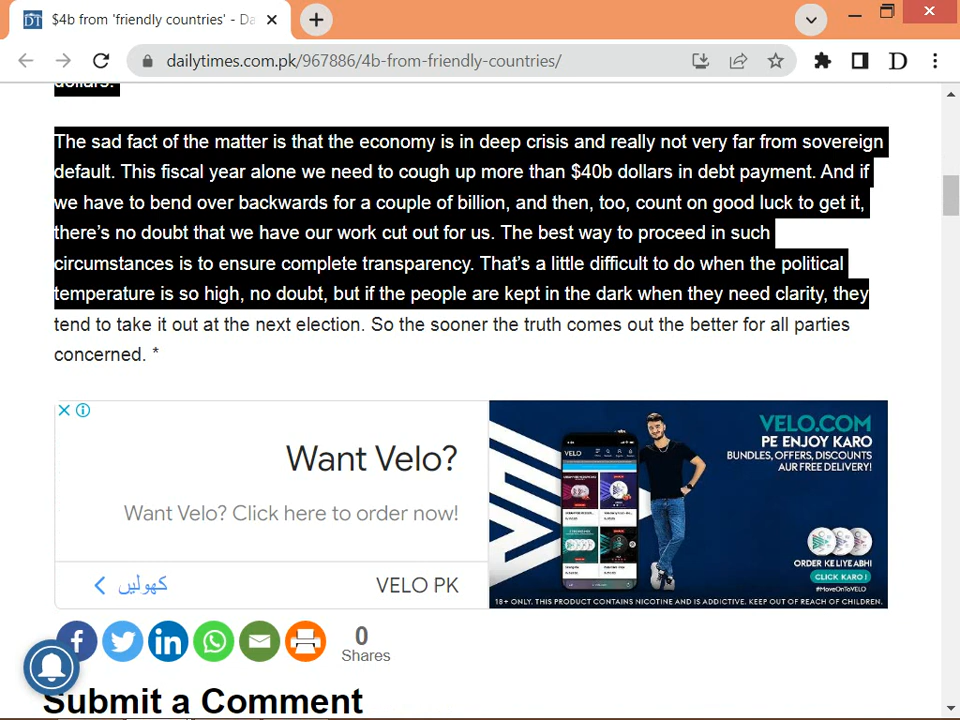 $4b from 'friendly countries' - Da
dailytimes.com.pk/967886/4b-from-friendly-countries/
dollars.
The sad fact of the matter is that the economy is in deep crisis and really not very far from sovereign
default. This fiscal year alone we need to cough up more than $40b dollars in debt payment. And if
we have to bend over backwards for a couple of billion, and then, too, count on good luck to get it,
there's no doubt that we have our work cut out for us. The best way to proceed in such
circumstances is to ensure complete transparency. That's a little difficult to do when the political
temperature is so high, no doubt, but if the people are kept in the dark when they need clarity, they
tend to take it out at the next election. So the sooner the truth comes out the better for all parties
concerned. *
Want Velo?
Want Velo? Click here to order now!
کھولیں
VELO PK
VELO
VELO.COM
PE ENJOY KARO
BUNDLES, OFFERS, DISCOUNTS
AUR FREE DELIVERY!
ORDER KE LIYE ABHI
CLICK KARO !
#MoveOnToVELO
18+ ONLY. THIS PRODUCT CONTAINS NICOTINE AND IS ADDICTIVE. KEEP OUT OF REACH OF CHILDREN.
0
Shares
Submit a Comment